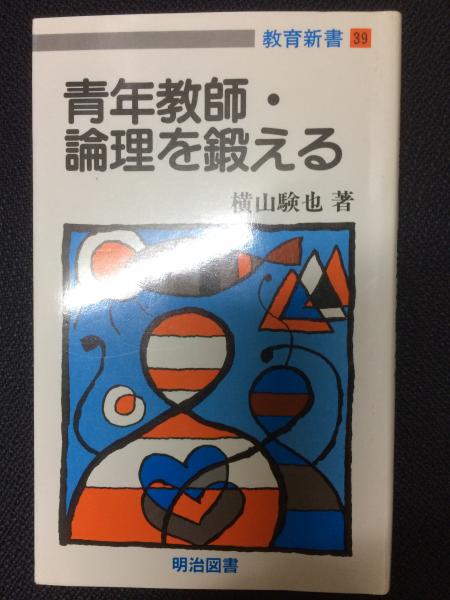 教育新書 39
青年教師・
論理を鍛える
横山験也 著
明治図書